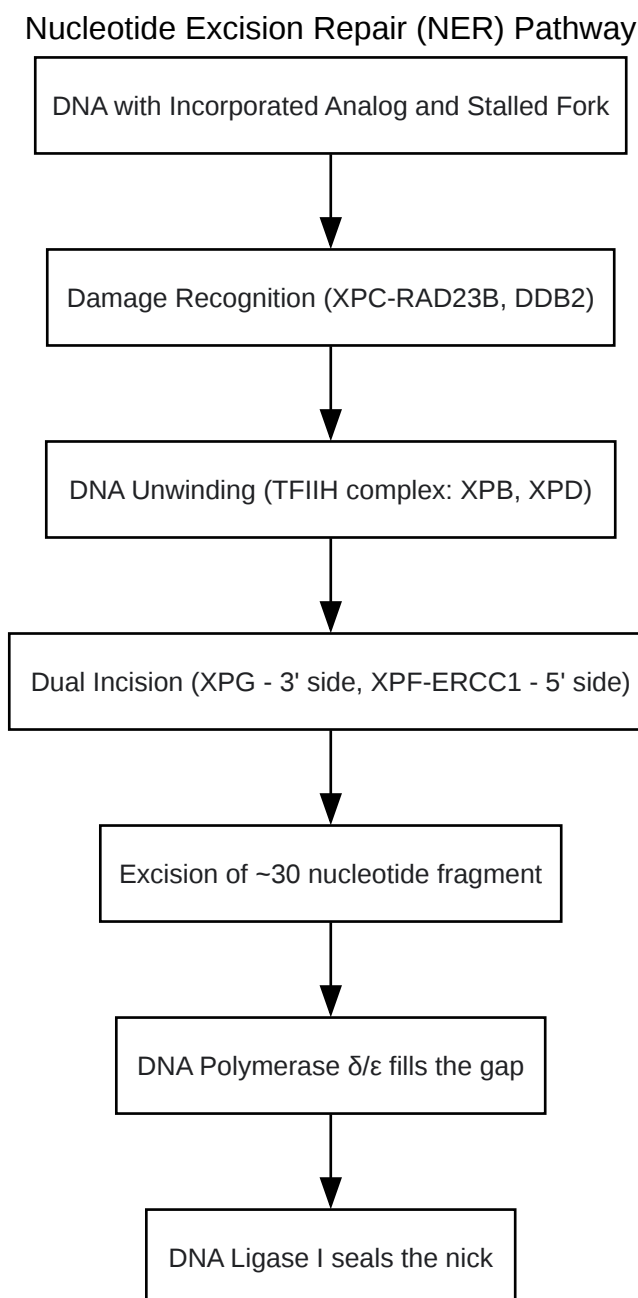 Nucleotide Excision Repair (NER) Pathway
DNA with Incorporated Analog and Stalled Fork
Damage Recognition (XPC-RAD23B, DDB2)
DNA Unwinding (TFIIH complex: XPB, XPD)
Dual Incision (XPG - 3' side, XPF-ERCC1 - 5' side)
Excision of ~30 nucleotide fragment
DNA Polymerase δ/ε fills the gap
DNA Ligase I seals the nick